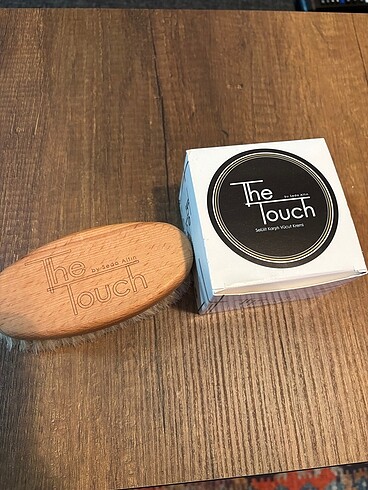 The
by Seda Altın
Touch
The
by Seda Altın
Touch
Selülit Karşıtı Vücut Kremi